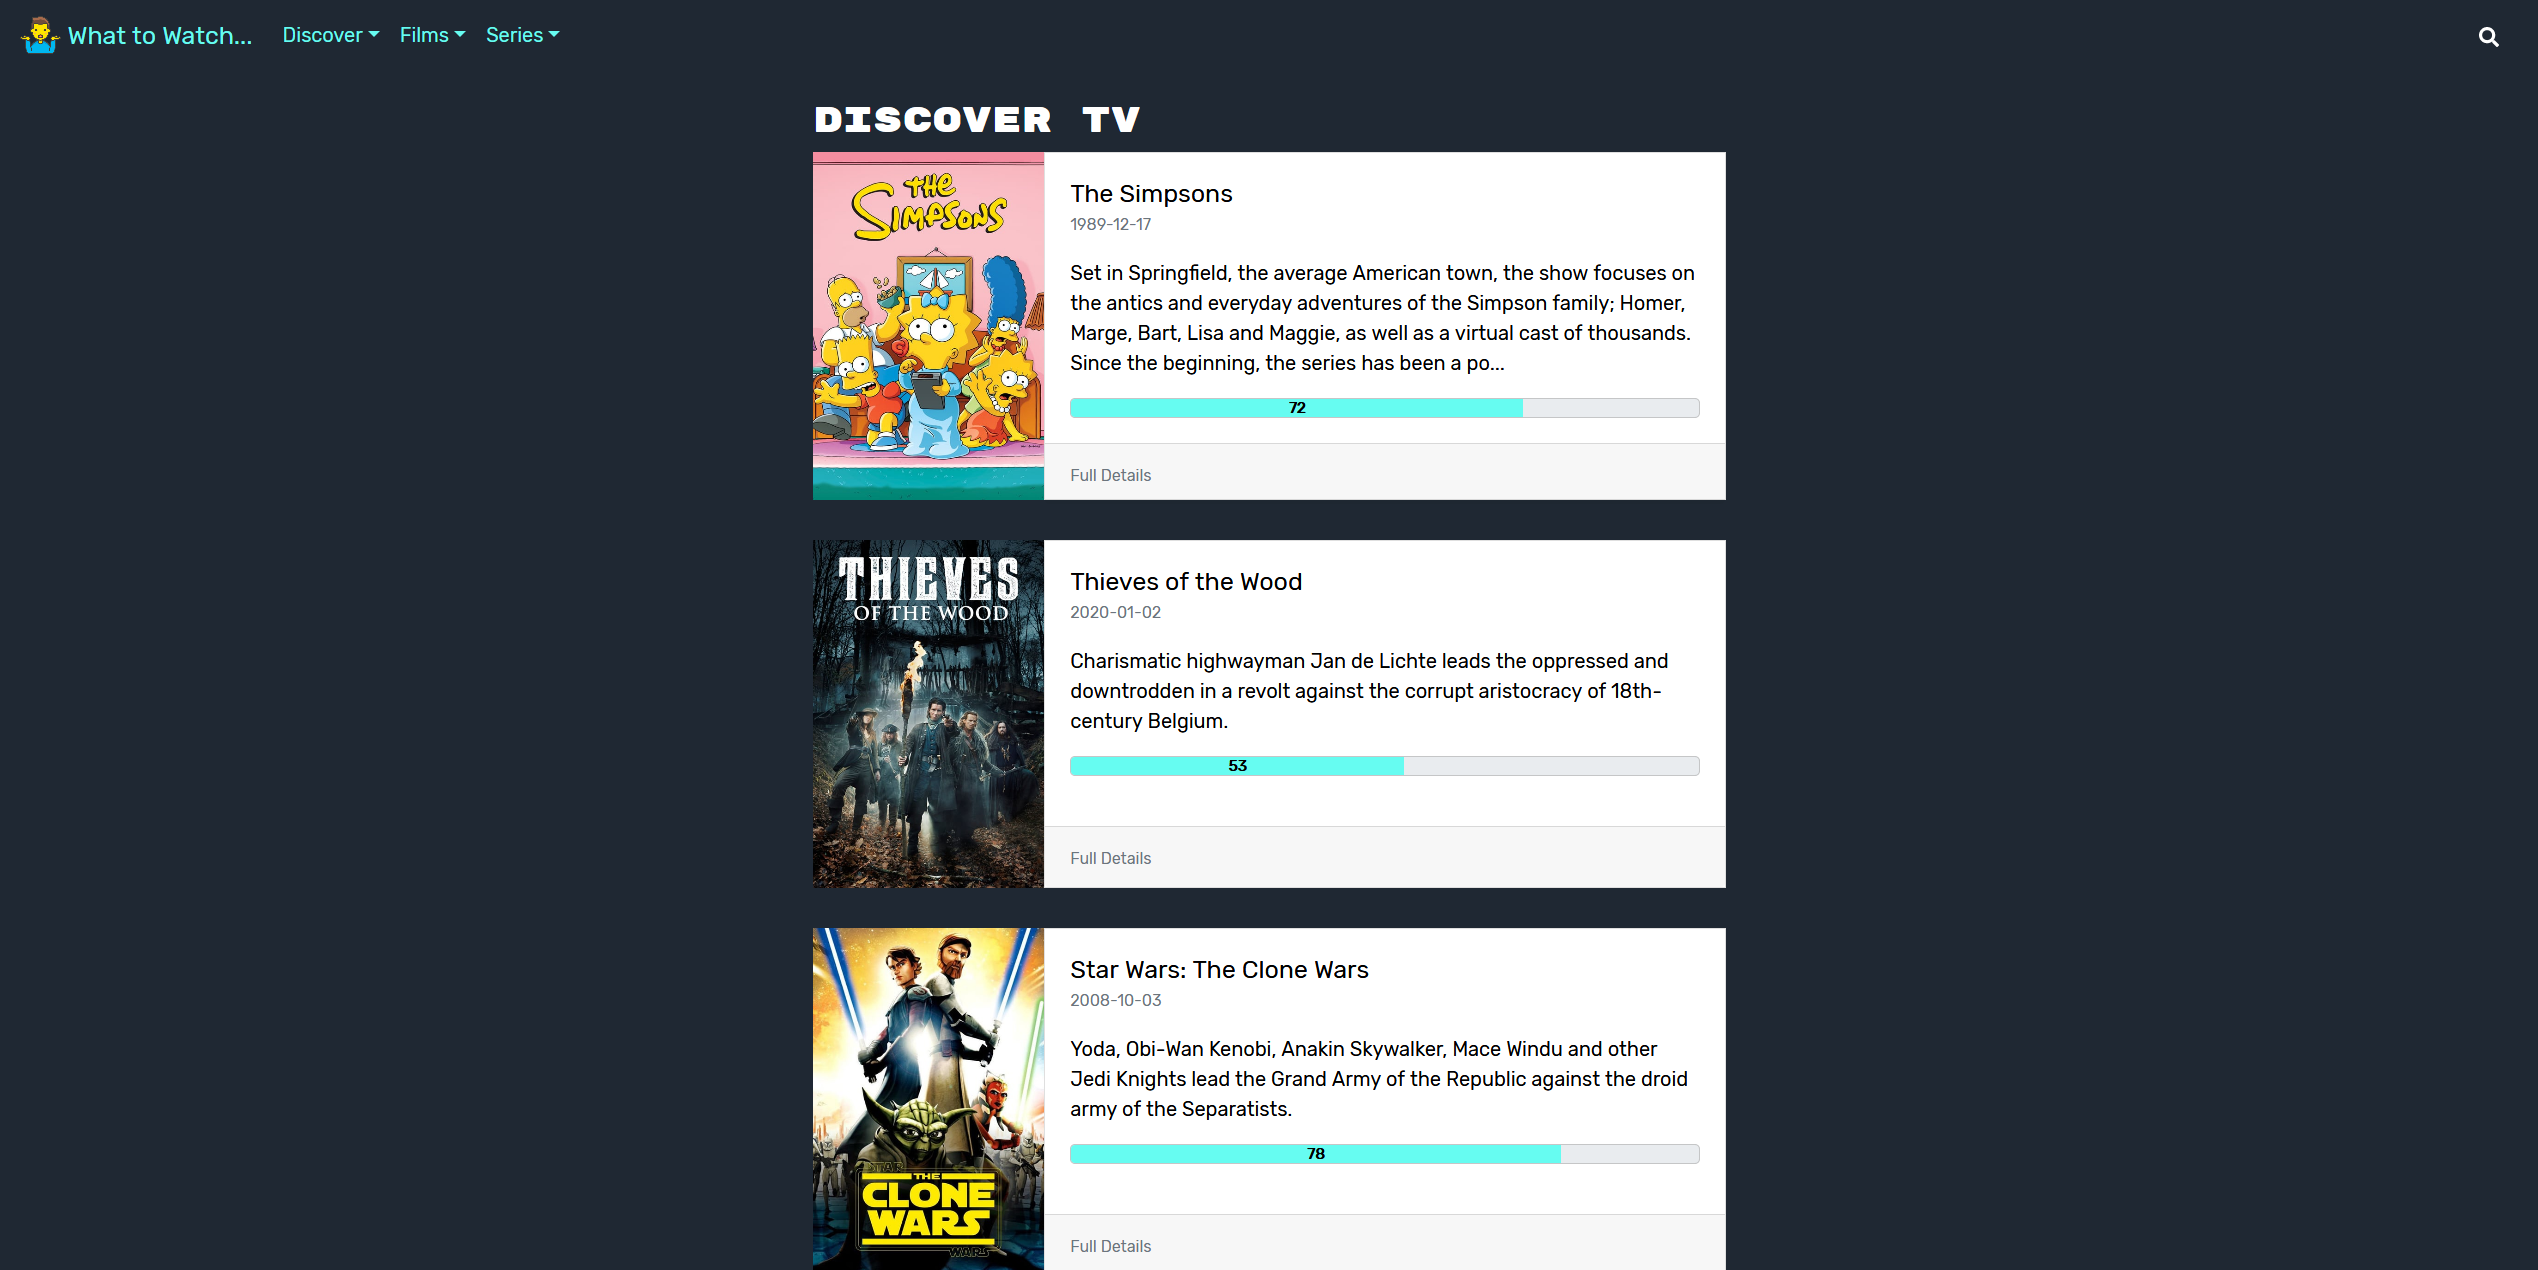 What to Watch... Discover Films Series
DISCOVER TV
THE
SIMPSONS
The Simpsons
1989-12-17
Set in Springfield, the average American town, the show focuses on
the antics and everyday adventures of the Simpson family; Homer,
Marge, Bart, Lisa and Maggie, as well as a virtual cast of thousands.
Since the beginning, the series has been a po...
72
Full Details
THIEVES
OF THE WOOD
Thieves of the Wood
2020-01-02
Charismatic highwayman Jan de Lichte leads the oppressed and
downtrodden in a revolt against the corrupt aristocracy of 18th-
century Belgium.
53
Full Details
STAR
THE
CLONE
WARS
WARS
Star Wars: The Clone Wars
2008-10-03
Yoda, Obi-Wan Kenobi, Anakin Skywalker, Mace Windu and other
Jedi Knights lead the Grand Army of the Republic against the droid
army of the Separatists.
78
Full Details